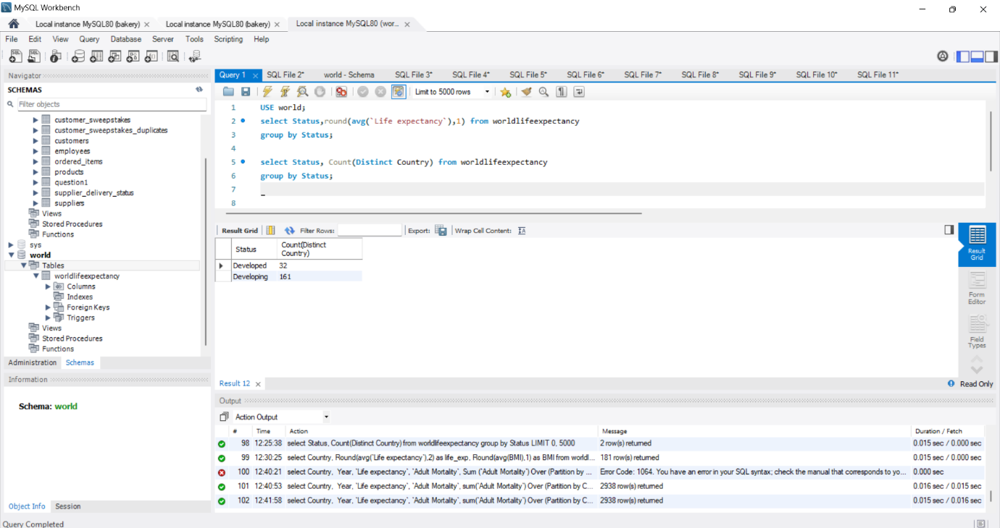 MySQL Workbench
Local instance MySQL80 (bakery) × Local instance MySQL80 (bakery) × Local instance MySQL80 (wor... ×
File Edit View Query Database Server Tools Scripting Help
Navigator
SCHEMAS
Filter objects
customer_sweepstakes
customer_sweepstakes_duplicates
customers
employees
ordered_items
products
question1
supplier_delivery_status
suppliers
Views
Stored Procedures
Functions
sys
world
Tables
worldlifeexpectancy
Columns
Indexes
Foreign Keys
Triggers
Views
Stored Procedures
Functions
Administration Schemas
Information
Schema: world
Object Info Session
Query Completed
Query 1 × SQL File 2* world - Schema SQL File 3* SQL File 4* SQL File 5* SQL File 6* SQL File 7* SQL File 8* SQL File 9* SQL File 10* SQL File 11*
Limit to 5000 rows
1 USE world;
2 select Status,round(avg(`Life expectancy`),1) from worldlifeexpectancy
3 group by Status;
4
5 select Status, Count(Distinct Country) from worldlifeexpectancy
6 group by Status;
7
8
Result Grid Filter Rows: Export: Wrap Cell Content:
Status Count(Distinct Country)
Developed 32
Developing 161
Result Grid
Form Editor
Field Types
Result 12 × Read Only
Output
Action Output
# Time Action Message Duration / Fetch
98 12:25:38 select Status, Count(Distinct Country) from worldlifeexpectancy group by Status LIMIT 0, 5000 2 row(s) returned 0.015 sec / 0.000 sec
99 12:30:25 select Country, Round(avg(`Life expectancy`),2) as life_exp, Round(avg(BMI),1) as BMI from worldl... 181 row(s) returned 0.015 sec / 0.000 sec
100 12:40:21 select Country, Year, `Life expectancy`, `Adult Mortality`, Sum (`Adult Mortality`) Over (Partition by ... Error Code: 1064. You have an error in your SQL syntax; check the manual that corresponds to yo... 0.000 sec
101 12:40:53 select Country, Year, `Life expectancy`, `Adult Mortality`, sum(`Adult Mortality`) Over (Partition by C... 2938 row(s) returned 0.016 sec / 0.015 sec
102 12:41:58 select Country, Year, `Life expectancy`, `Adult Mortality`, sum(`Adult Mortality`) Over (Partition by C... 2938 row(s) returned 0.015 sec / 0.016 sec